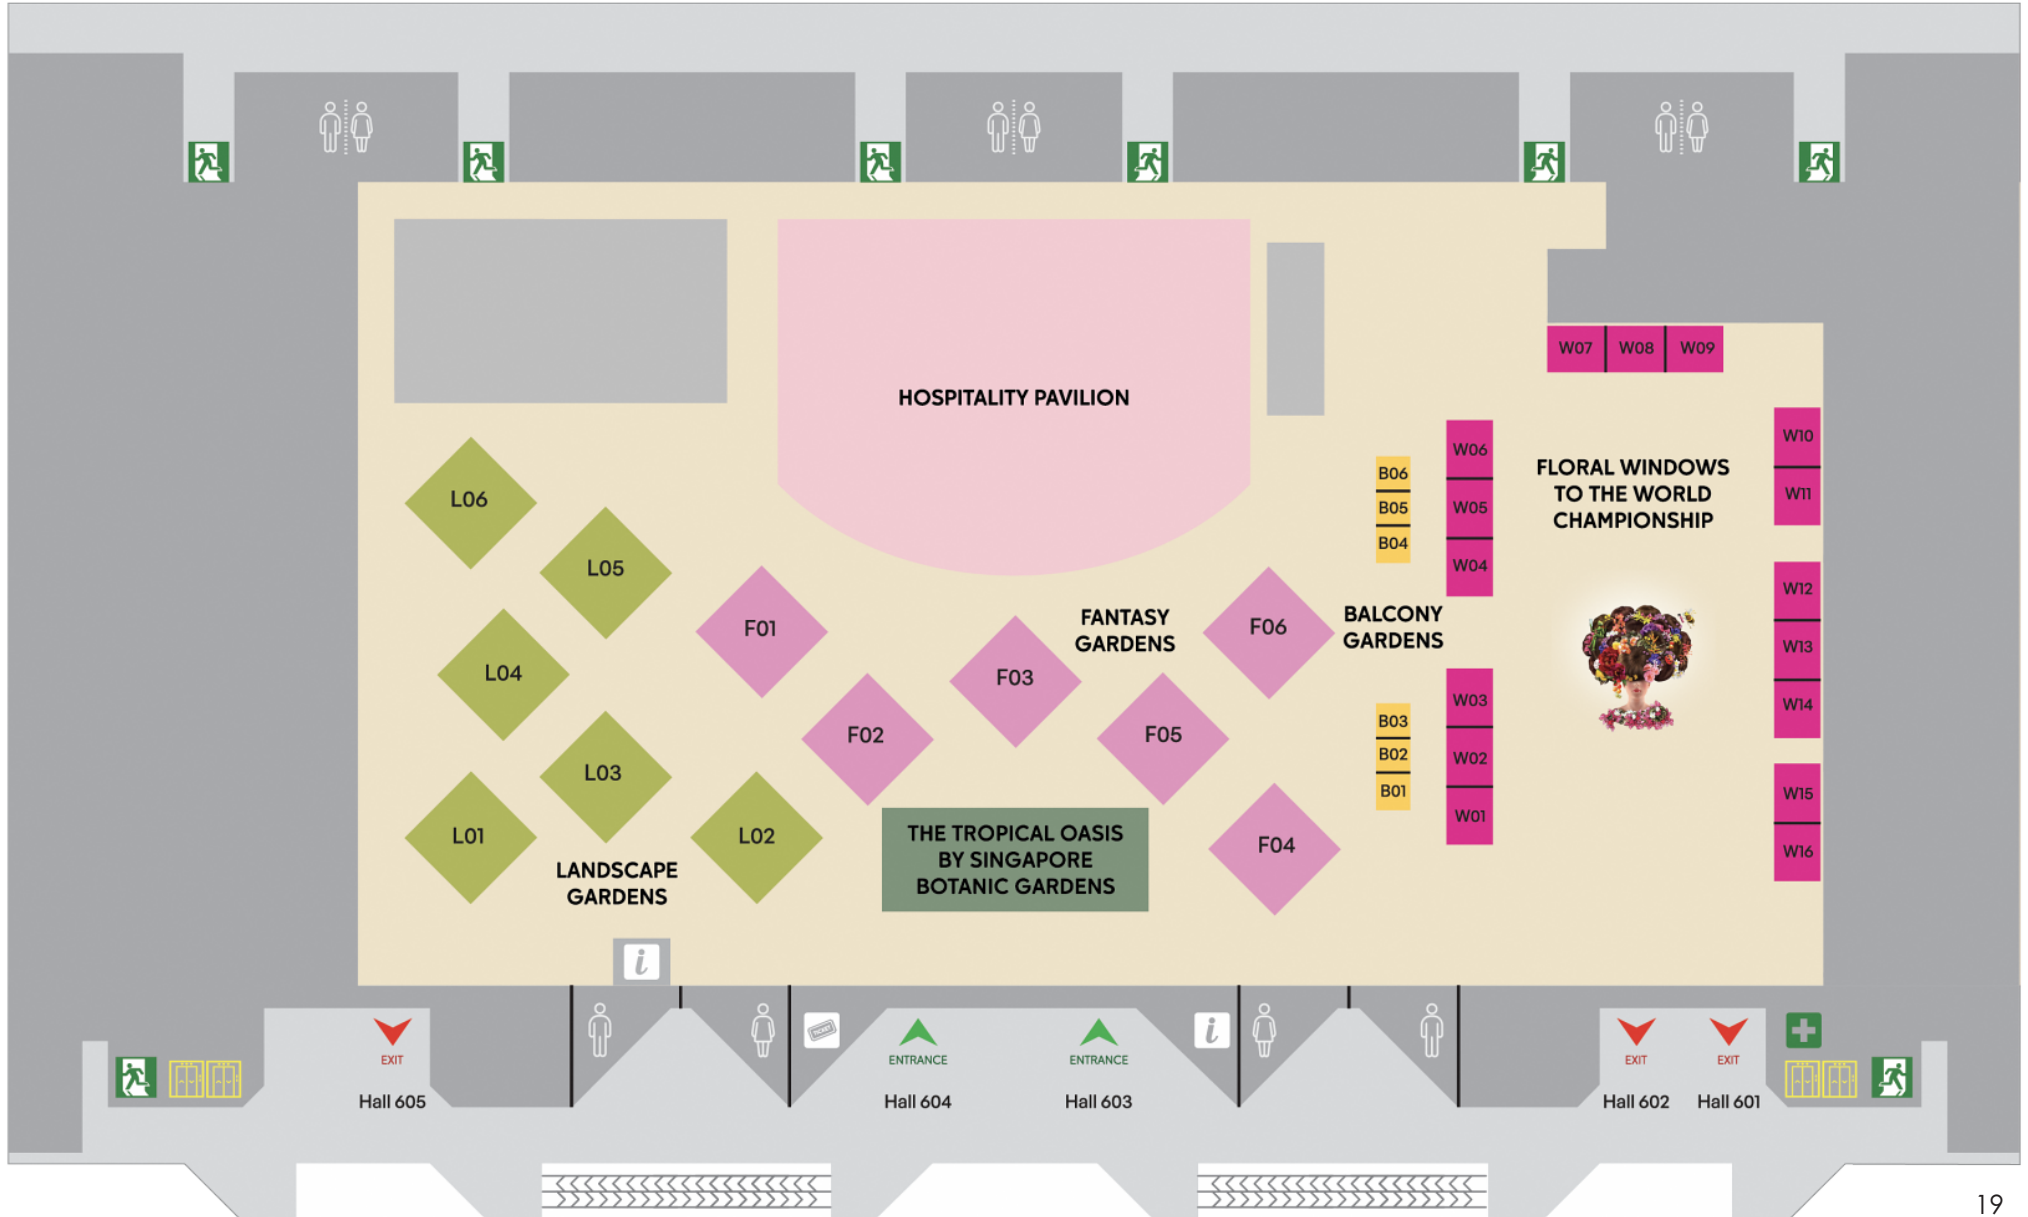 HOSPITALITY PAVILION
W07 W08 W09
W10
W11
FLORAL WINDOWS
TO THE WORLD
CHAMPIONSHIP
W06
W05
W04
B06
B05
B04
L06
L05
L04
L03
L01
L02
LANDSCAPE
GARDENS
F01
F02
F03
FANTASY
GARDENS
F06
F05
F04
BALCONY
GARDENS
W03
W02
W01
B03
B02
B01
W12
W13
W14
W15
W16
THE TROPICAL OASIS
BY SINGAPORE
BOTANIC GARDENS
i
EXIT
Hall 605
TICKET
ENTRANCE
Hall 604
ENTRANCE
Hall 603
i
EXIT
Hall 602
EXIT
Hall 601
19